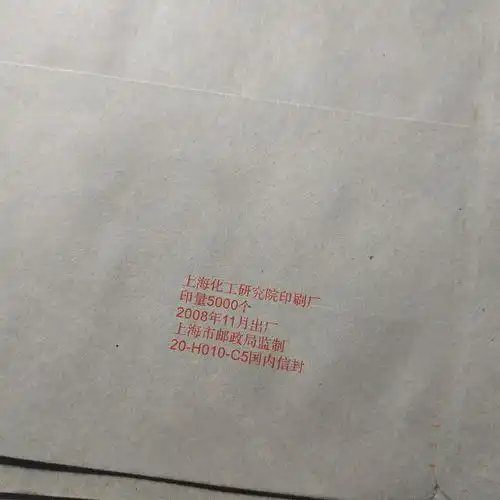 上海化工研究院印刷厂
印量5000个
2008年11月出厂
上海市邮政局监制
20-H010-C5国内信封